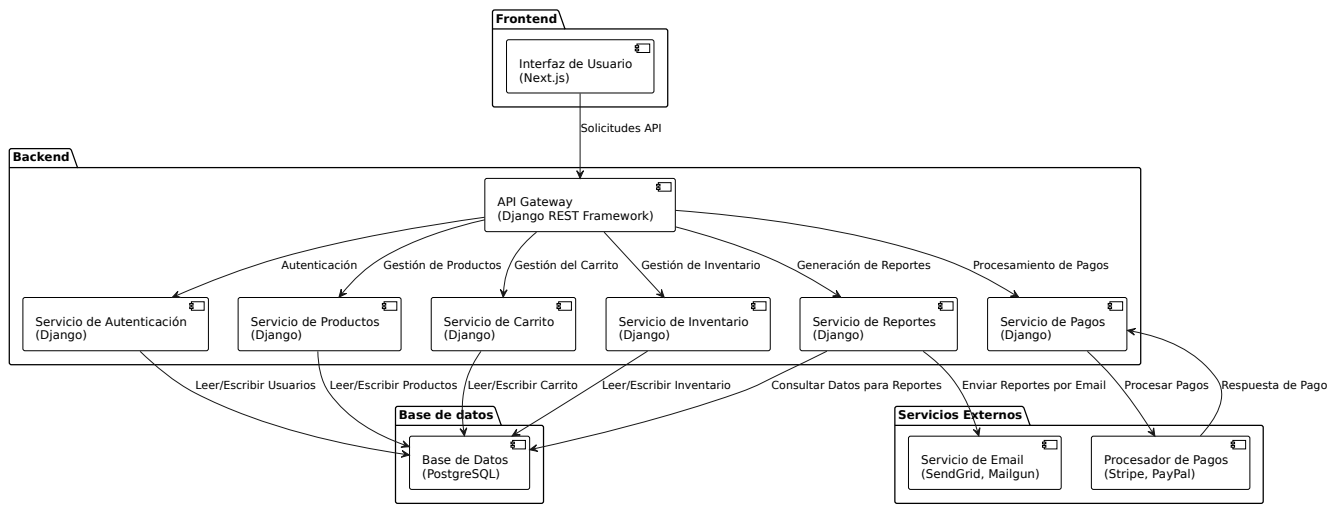 Frontend
Interfaz de Usuario
(Next.js)
Solicitudes API
Backend
API Gateway
(Django REST Framework)
Autenticación
Gestión de Productos
Gestión del Carrito
Gestión de Inventario
Generación de Reportes
Procesamiento de Pagos
Servicio de Autenticación
(Django)
Servicio de Productos
(Django)
Servicio de Carrito
(Django)
Servicio de Inventario
(Django)
Servicio de Reportes
(Django)
Servicio de Pagos
(Django)
Leer/Escribir Usuarios
Leer/Escribir Productos
Leer/Escribir Carrito
Leer/Escribir Inventario
Consultar Datos para Reportes
Enviar Reportes por Email
Procesar Pagos
Respuesta de Pago
Base de datos
Base de Datos
(PostgreSQL)
Servicios Externos
Servicio de Email
(SendGrid, Mailgun)
Procesador de Pagos
(Stripe, PayPal)